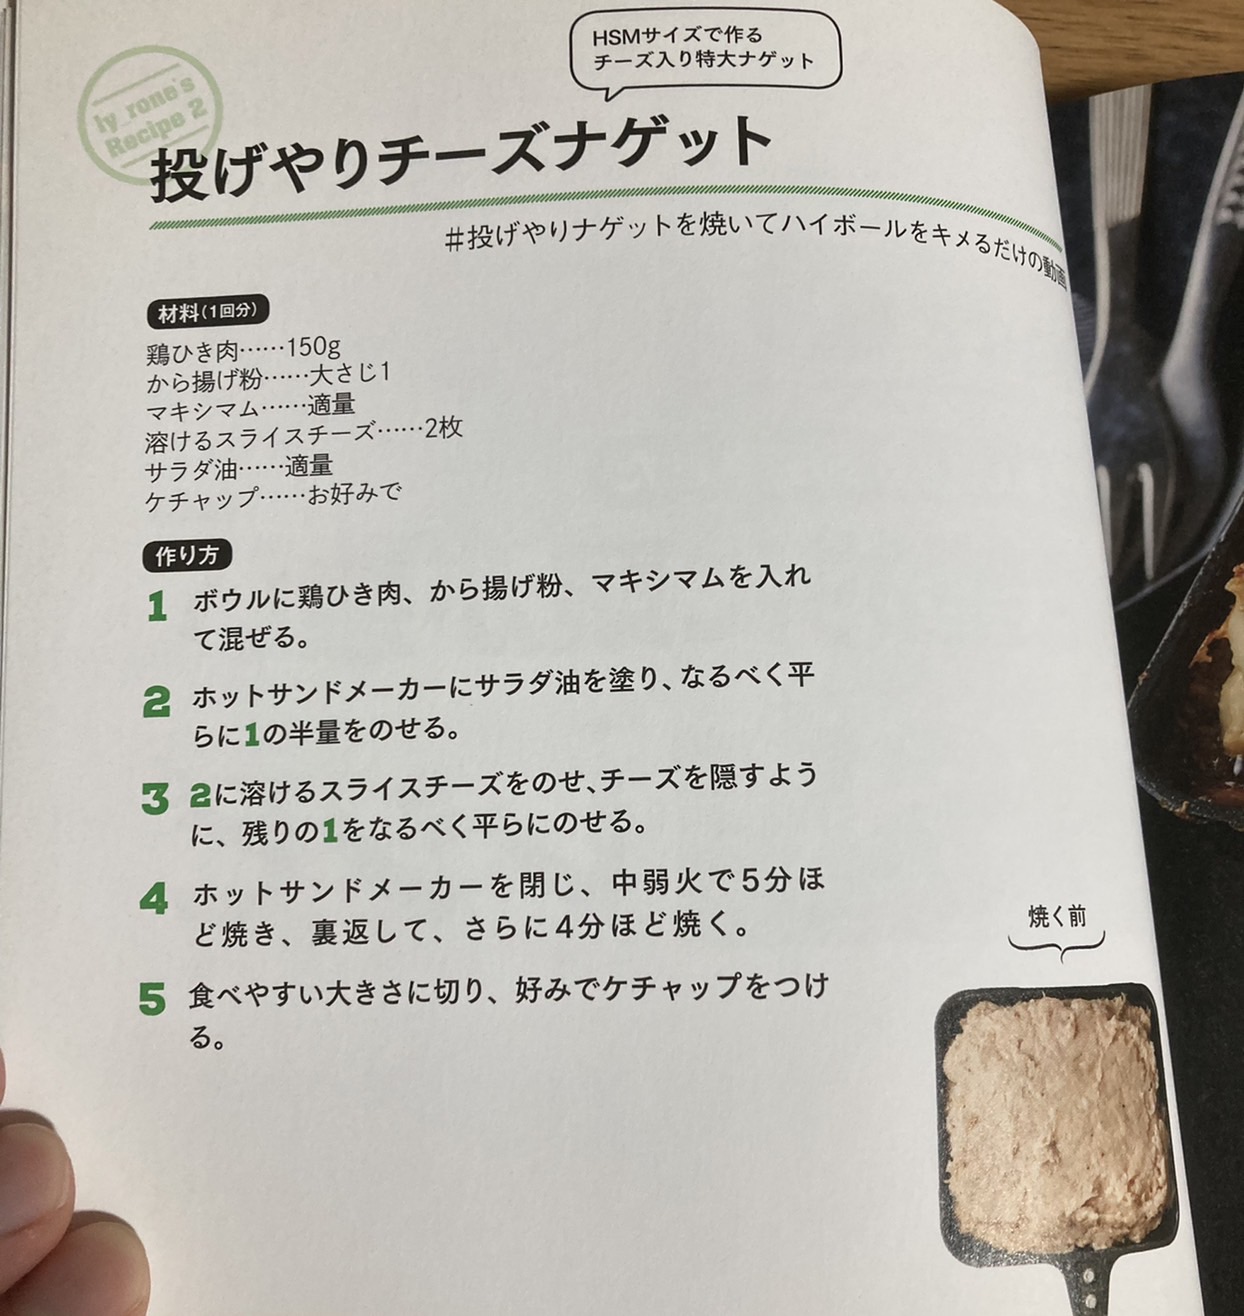 HSMサイズで作る
チーズ入り特大ナゲット
ly_rone's
Recipe 2
投げやりチーズナゲット
#投げやりナゲットを焼いてハイボールをキメるだけの動画
材料(1回分)
鶏ひき肉……150g
から揚げ粉……大さじ1
マキシマム……適量
溶けるスライスチーズ……2枚
サラダ油……適量
ケチャップ……お好みで
作り方
1 ボウルに鶏ひき肉、から揚げ粉、マキシマムを入れ
て混ぜる。
2 ホットサンドメーカーにサラダ油を塗り、なるべく平
らに1の半量をのせる。
3 2に溶けるスライスチーズをのせ、チーズを隠すよう
に、残りの1をなるべく平らにのせる。
4 ホットサンドメーカーを閉じ、中弱火で5分ほ
ど焼き、裏返して、さらに4分ほど焼く。
5 食べやすい大きさに切り、好みでケチャップをつけ
る。
焼く前